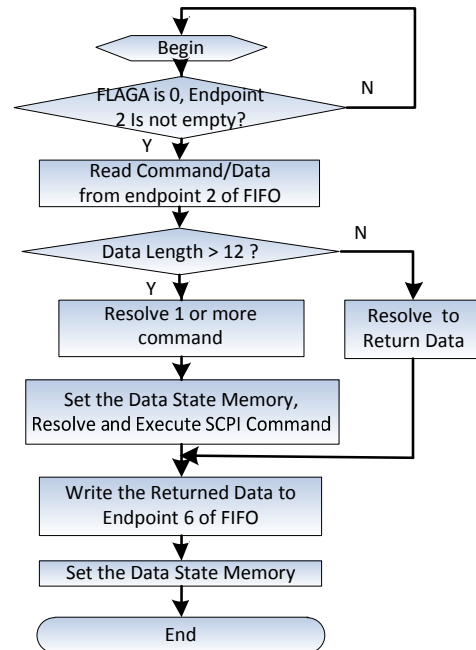 Begin
FLAGA is 0, Endpoint
2 Is not empty?
N
Y
Read Command/Data
from endpoint 2 of FIFO
Data Length > 12 ?
N
Y
Resolve 1 or more
command
Resolve to
Return Data
Set the Data State Memory,
Resolve and Execute SCPI Command
Write the Returned Data to
Endpoint 6 of FIFO
Set the Data State Memory
End